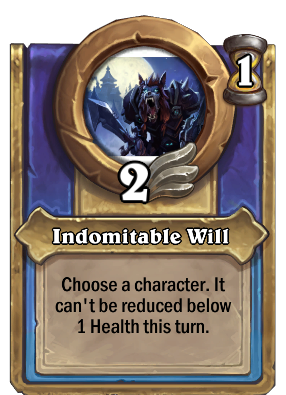 1
2
Indomitable Will
Choose a character. It
can't be reduced below
1 Health this turn.